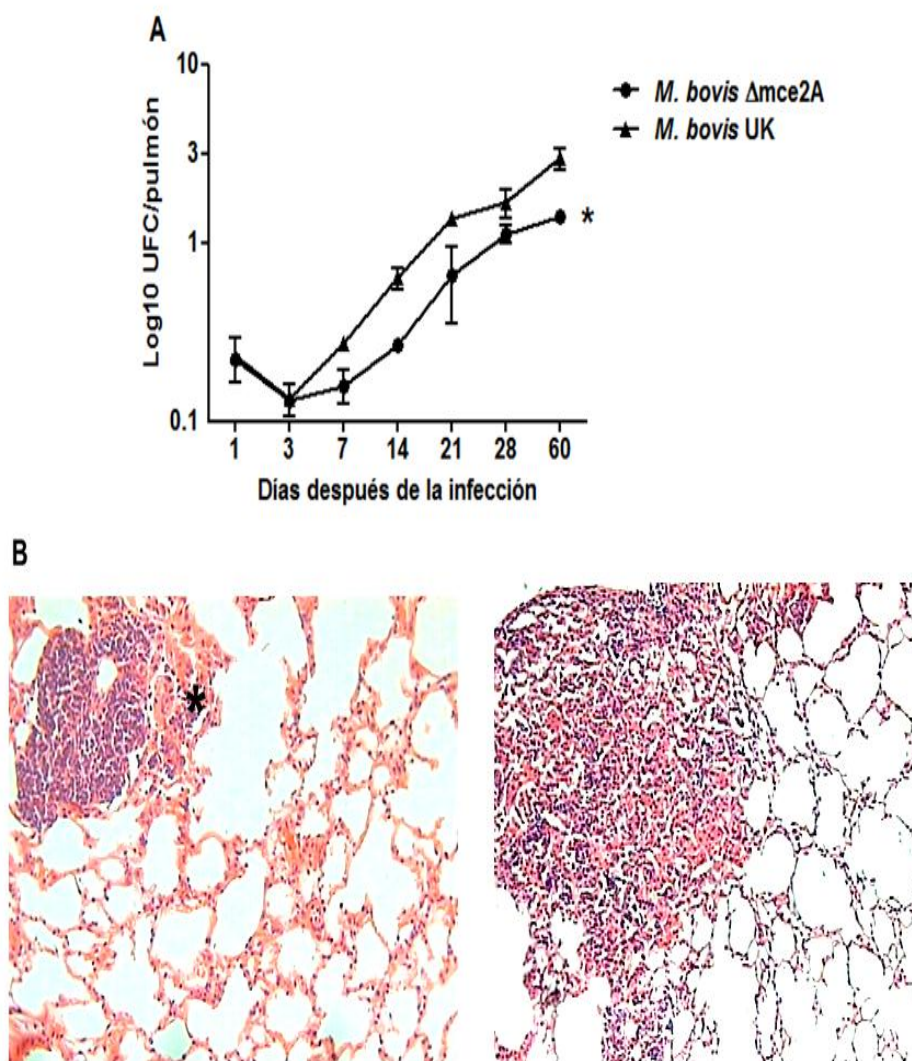 A
Log10 UFC/pulmón
10
3
1
0.1
1 3 7 14 21 28 60
Días después de la infección
M. bovis Δmce2A
M. bovis UK
*
B
*